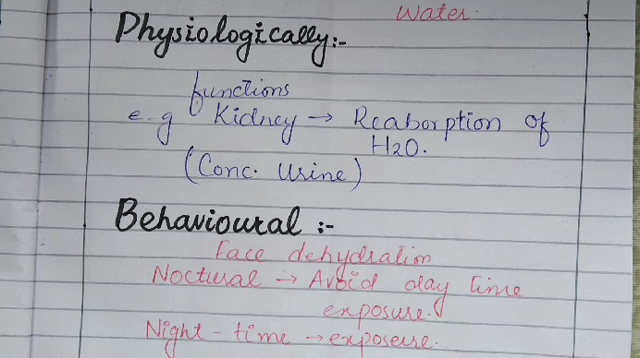 Water.
Physiologically:-
functions
e.g Kidney → Reaborption of
H2O.
(Conc. Urine)
Behavioural :-
Face dehydration
Noctural → Avoid day time
exposure.
Night-time → exposeure.